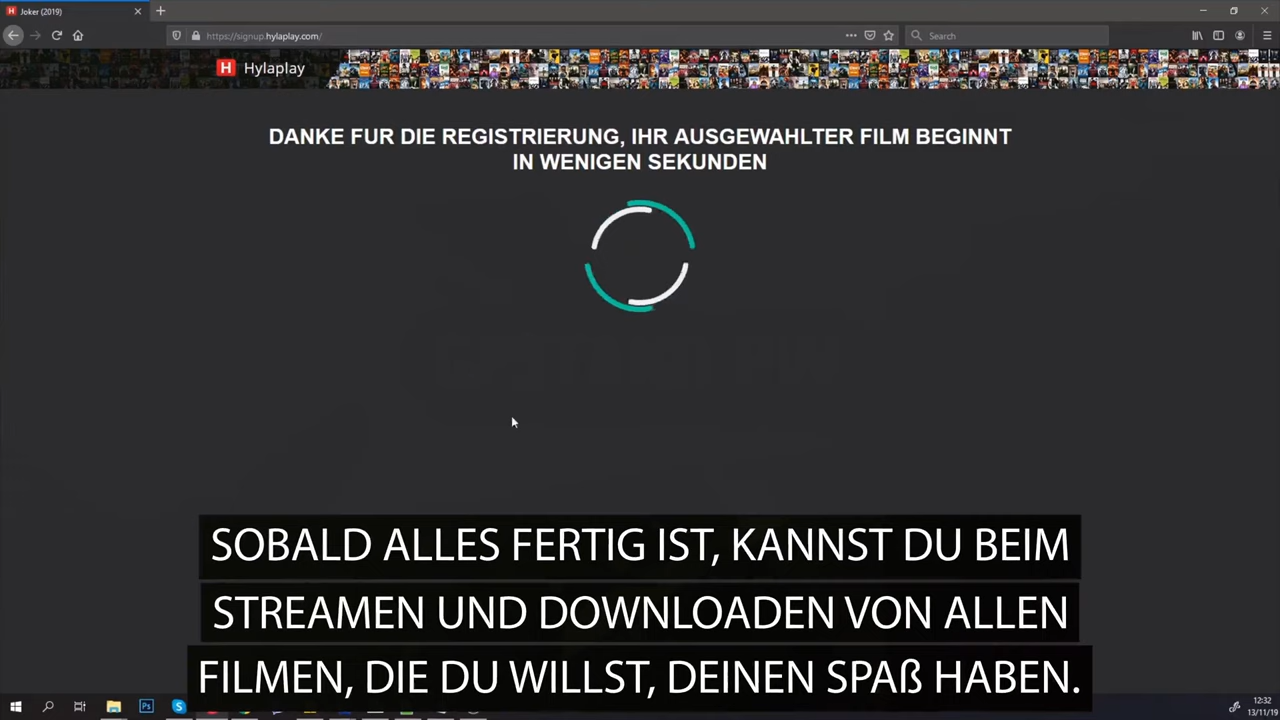 Joker (2019)
https://signup.hylaplay.com/
Search
H Hylaplay
DANKE FUR DIE REGISTRIERUNG, IHR AUSGEWAHLTER FILM BEGINNT
IN WENIGEN SEKUNDEN
SOBALD ALLES FERTIG IST, KANNST DU BEIM
STREAMEN UND DOWNLOADEN VON ALLEN
FILMEN, DIE DU WILLST, DEINEN SPAß HABEN.
12:32
13/11/19